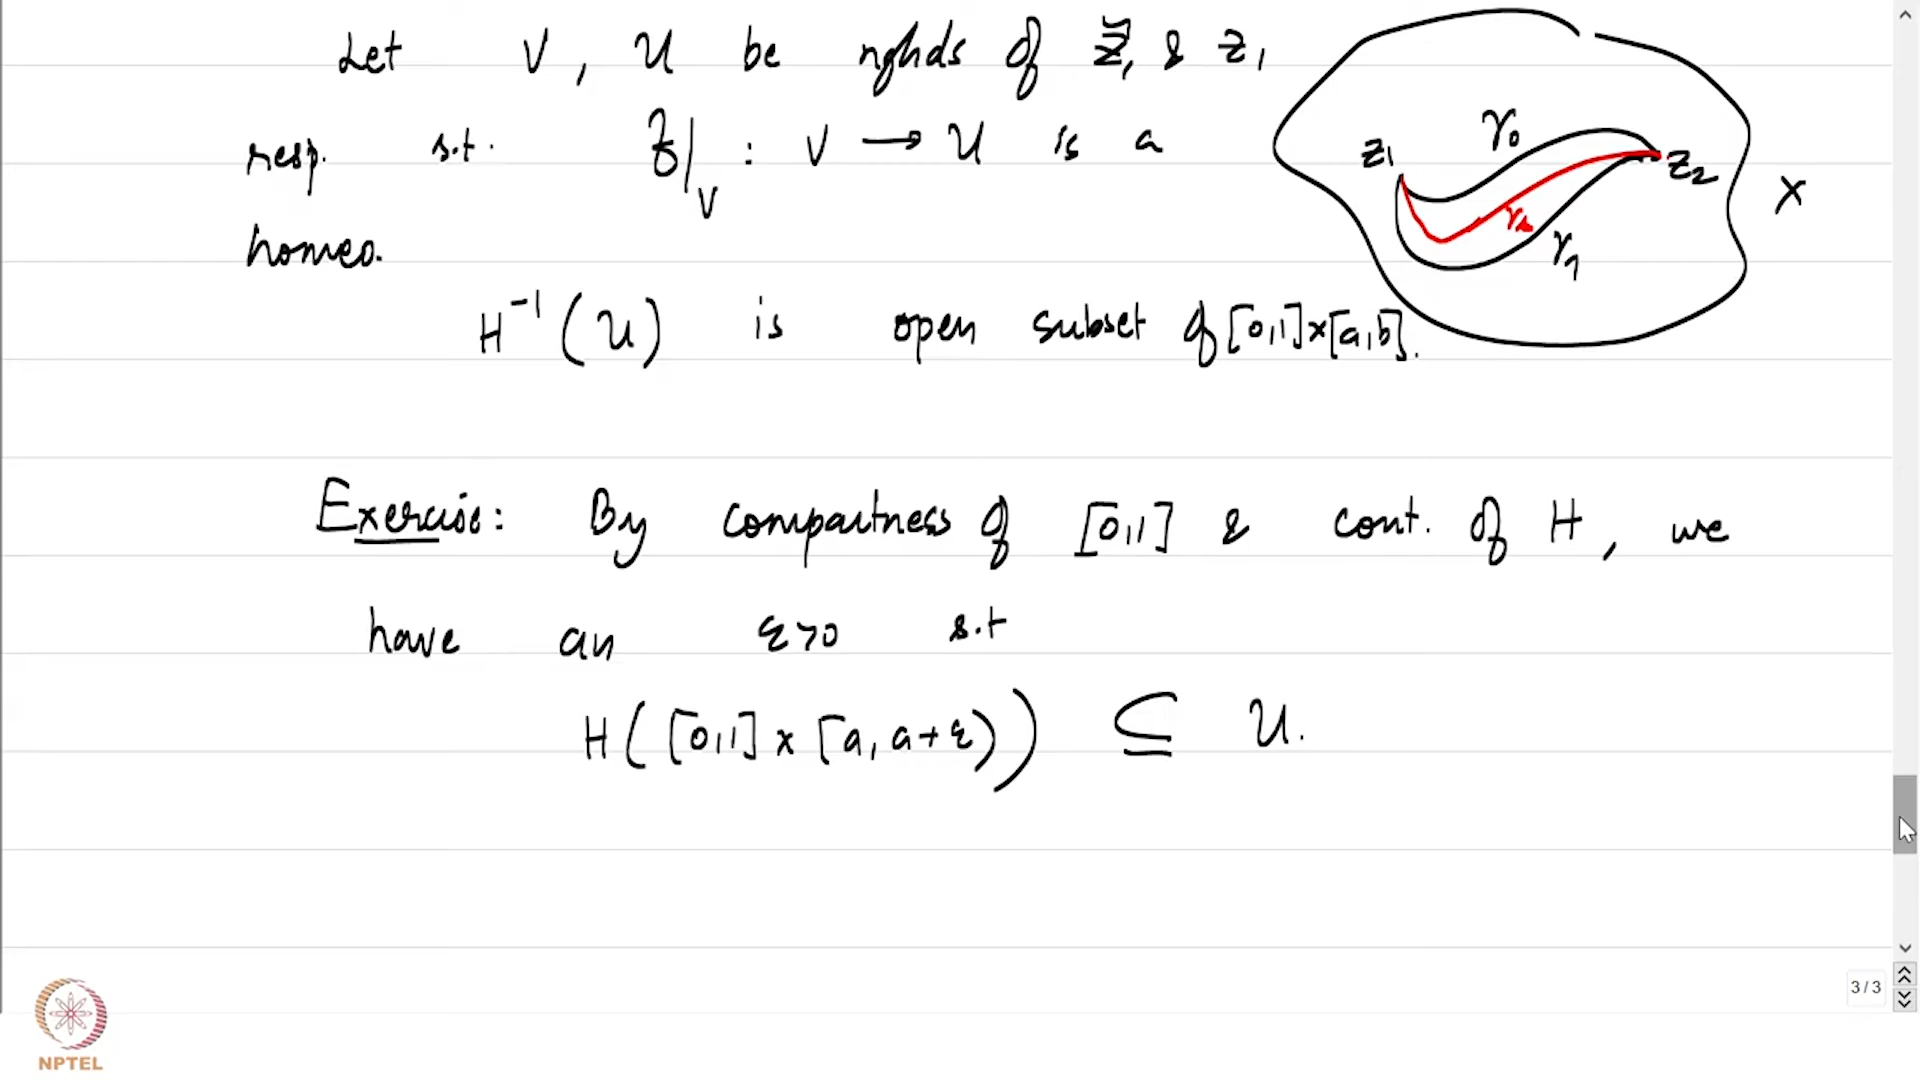 Let V, U be nghds of z̃₁ & z₁
resp. s.t. f|_V : V → U is a
homeo.
H⁻¹(U) is open subset of [0,1]×[a,b].
Exercise: By compactness of [0,1] & cont. of H, we
have an ε>0 s.t
H([0,1] × [a, a+ε)) ⊆ U.
γ₀
z₁
z₂
X
γ₁
3 / 3
NPTEL